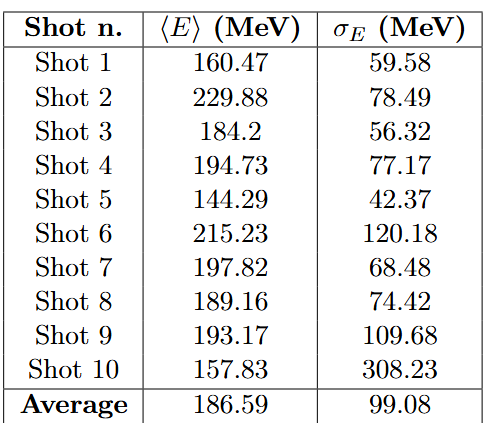 Shot n. ⟨E⟩ (MeV) σ_E (MeV)
Shot 1 160.47 59.58
Shot 2 229.88 78.49
Shot 3 184.2 56.32
Shot 4 194.73 77.17
Shot 5 144.29 42.37
Shot 6 215.23 120.18
Shot 7 197.82 68.48
Shot 8 189.16 74.42
Shot 9 193.17 109.68
Shot 10 157.83 308.23
Average 186.59 99.08